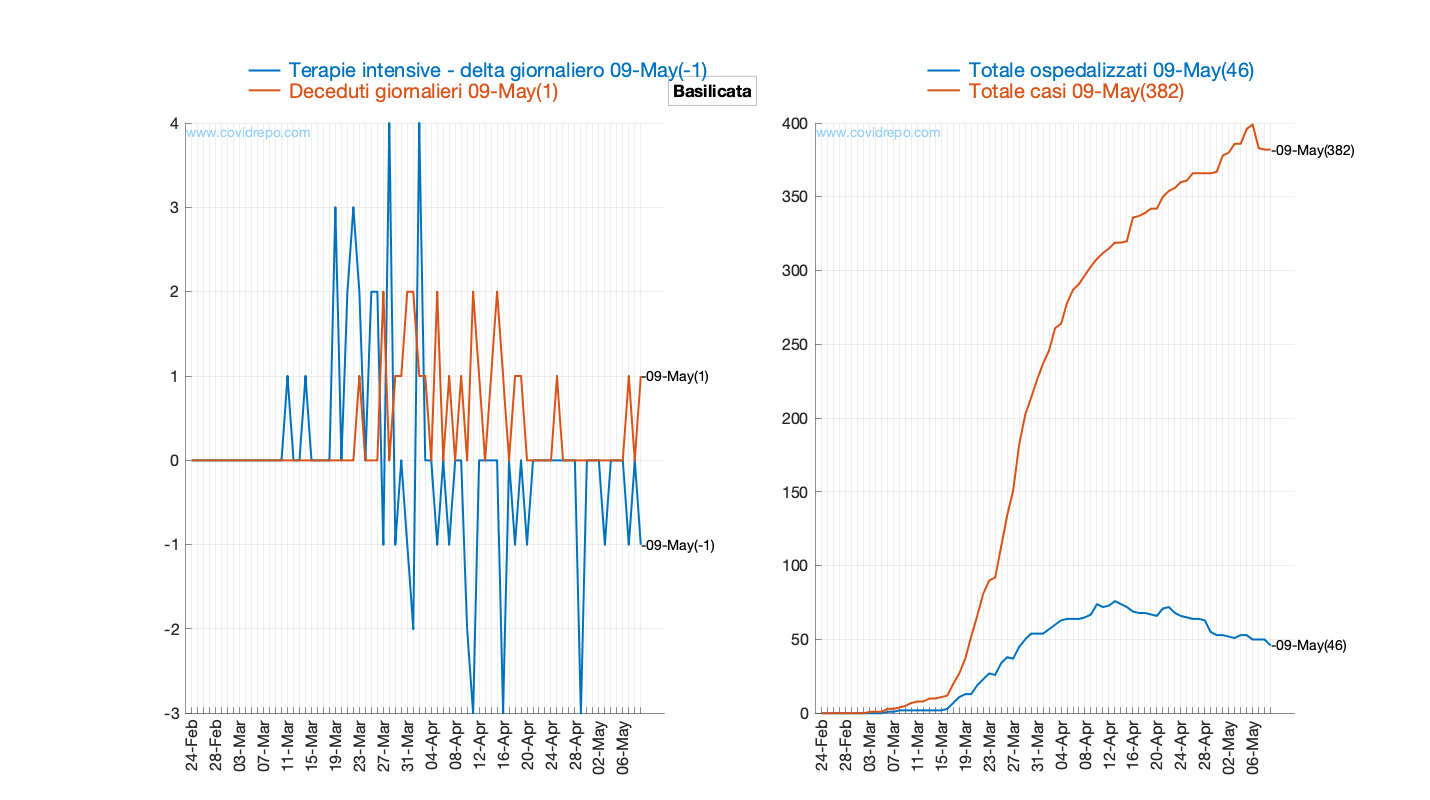 Terapie intensive - delta giornaliero 09-May(-1)
Deceduti giornalieri 09-May(1)
Basilicata
Totale ospedalizzati 09-May(46)
Totale casi 09-May(382)
www.covidrepo.com
4
3
2
1
0
-1
-2
-3
-09-May(1)
-09-May(-1)
24-Feb
28-Feb
03-Mar
07-Mar
11-Mar
15-Mar
19-Mar
23-Mar
27-Mar
31-Mar
04-Apr
08-Apr
12-Apr
16-Apr
20-Apr
24-Apr
28-Apr
02-May
06-May
www.covidrepo.com
400
350
300
250
200
150
100
50
0
-09-May(382)
-09-May(46)
24-Feb
28-Feb
03-Mar
07-Mar
11-Mar
15-Mar
19-Mar
23-Mar
27-Mar
31-Mar
04-Apr
08-Apr
12-Apr
16-Apr
20-Apr
24-Apr
28-Apr
02-May
06-May